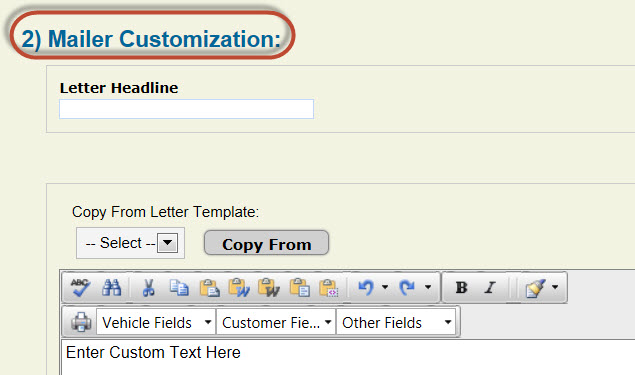 2) Mailer Customization:
Letter Headline
Copy From Letter Template:
-- Select -- Copy From
ABC B I
Vehicle Fields Customer Fie... Other Fields
Enter Custom Text Here